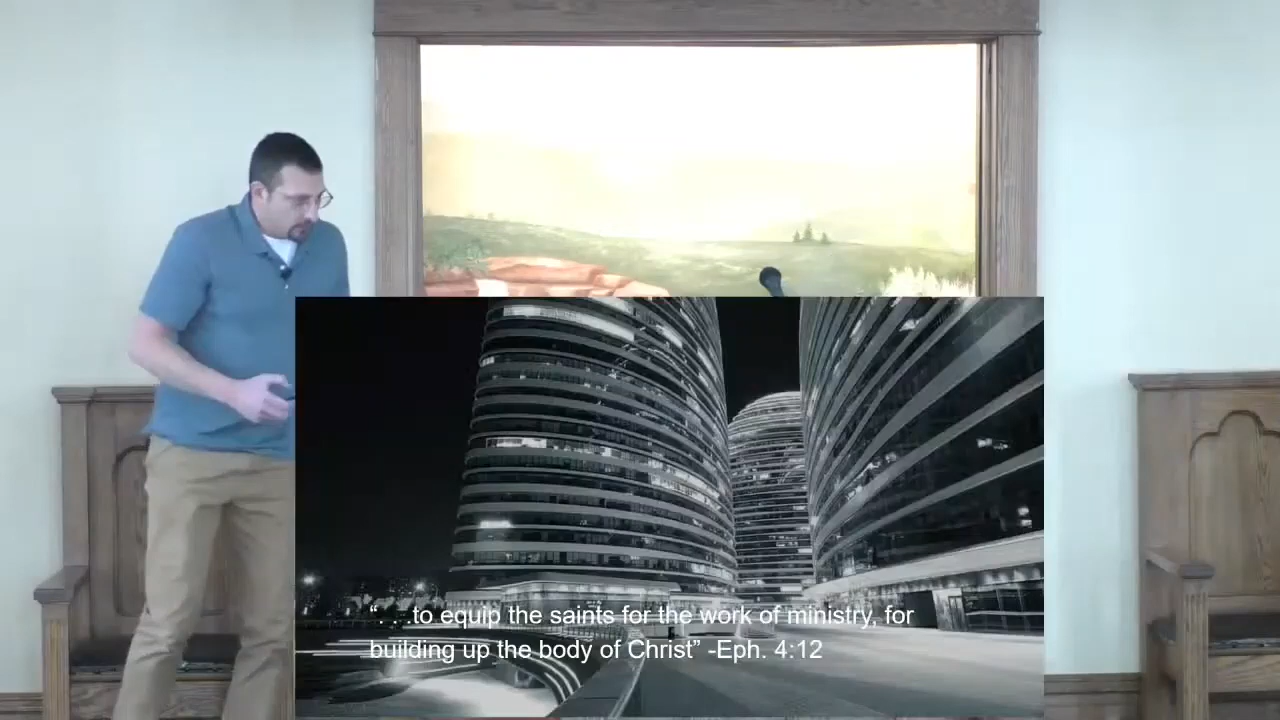 “. . .to equip the saints for the work of ministry, for
building up the body of Christ” -Eph. 4:12